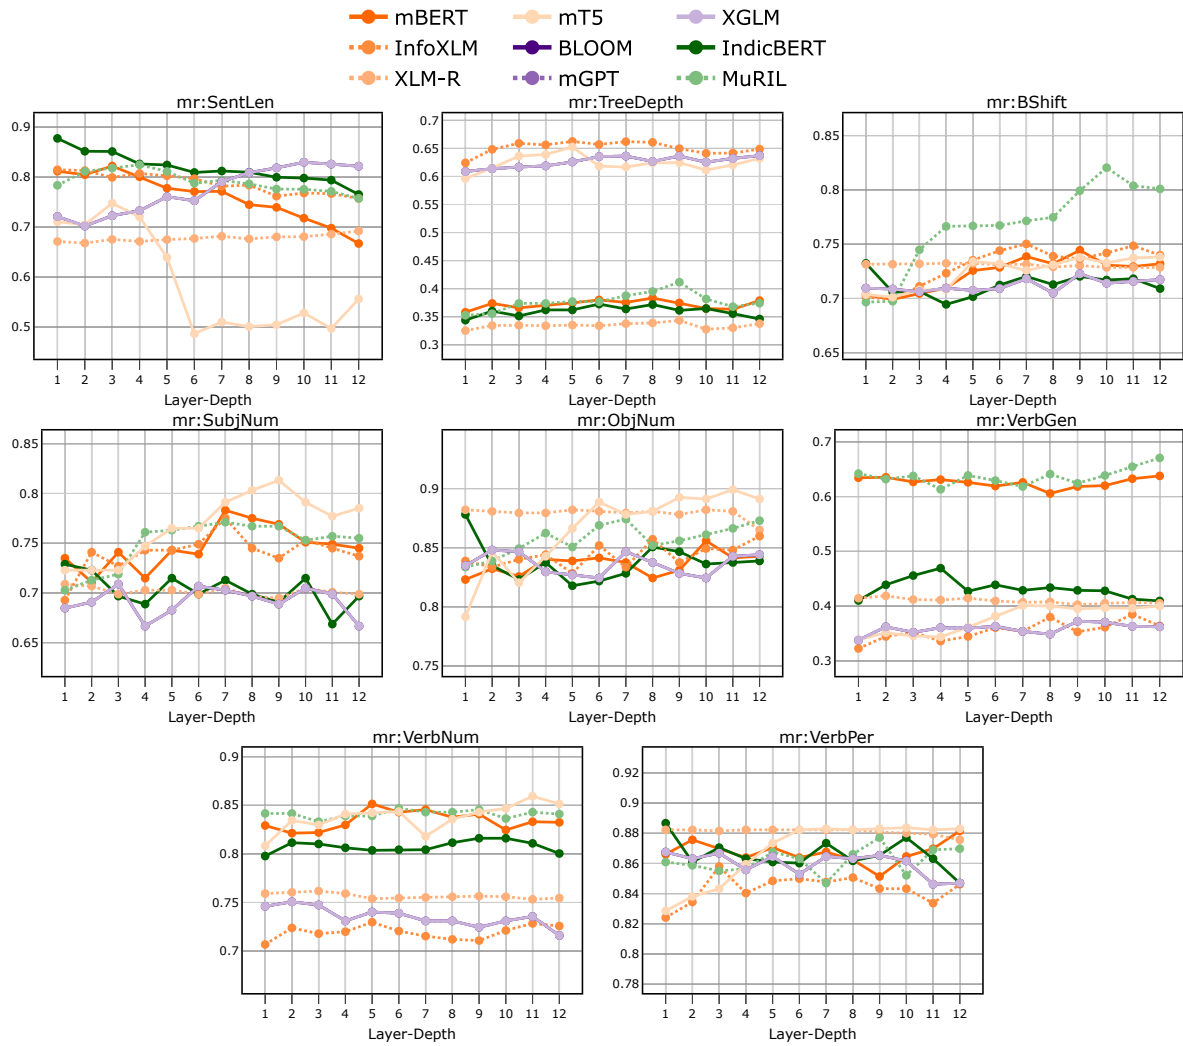 mBERT mT5 XGLM
InfoXLM BLOOM IndicBERT
XLM-R mGPT MuRIL
mr:SentLen mr:TreeDepth mr:BShift
0.9
0.8
0.7
0.6
0.5
1 2 3 4 5 6 7 8 9 10 11 12
Layer-Depth
0.7
0.65
0.6
0.55
0.5
0.45
0.4
0.35
0.3
1 2 3 4 5 6 7 8 9 10 11 12
Layer-Depth
0.85
0.8
0.75
0.7
0.65
1 2 3 4 5 6 7 8 9 10 11 12
Layer-Depth
mr:SubjNum mr:ObjNum mr:VerbGen
0.85
0.8
0.75
0.7
0.65
1 2 3 4 5 6 7 8 9 10 11 12
Layer-Depth
0.9
0.85
0.8
0.75
1 2 3 4 5 6 7 8 9 10 11 12
Layer-Depth
0.7
0.6
0.5
0.4
0.3
1 2 3 4 5 6 7 8 9 10 11 12
Layer-Depth
mr:VerbNum mr:VerbPer
0.9
0.85
0.8
0.75
0.7
1 2 3 4 5 6 7 8 9 10 11 12
Layer-Depth
0.92
0.9
0.88
0.86
0.84
0.82
0.8
0.78
1 2 3 4 5 6 7 8 9 10 11 12
Layer-Depth